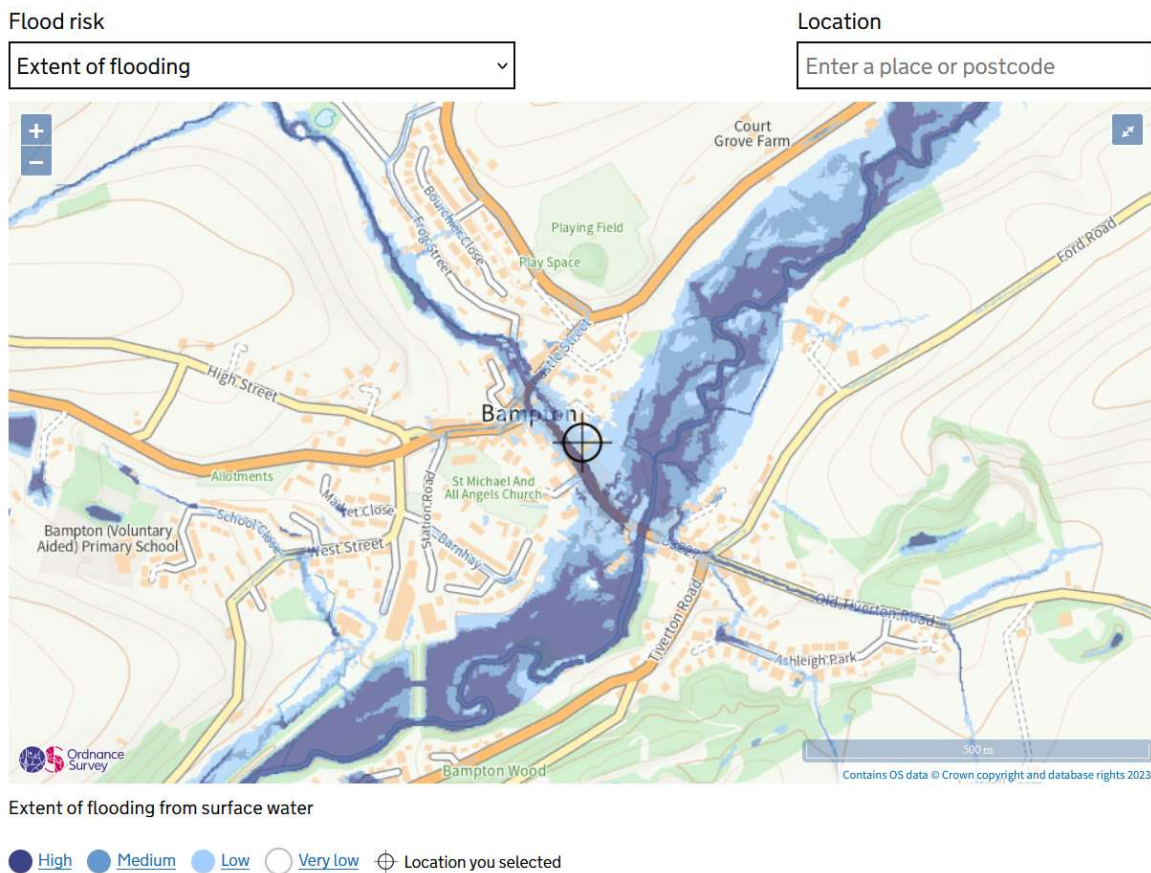 Flood risk
Location
Extent of flooding
Enter a place or postcode
+
−
Court
Grove Farm
Bourchier Close
Frog Street
Playing Field
Play Space
Ford Road
Castle Street
High Street
Bampton
Allotments
St Michael And
All Angels Church
Market Close
Station Road
School Close
Bampton (Voluntary
Aided) Primary School
West Street
Barnhay
B3227
Old Tiverton Road
Tiverton Road
Ashleigh Park
Ordnance
Survey
Bampton Wood
500 m
Contains OS data © Crown copyright and database rights 2023
Extent of flooding from surface water
High
Medium
Low
Very low
Location you selected